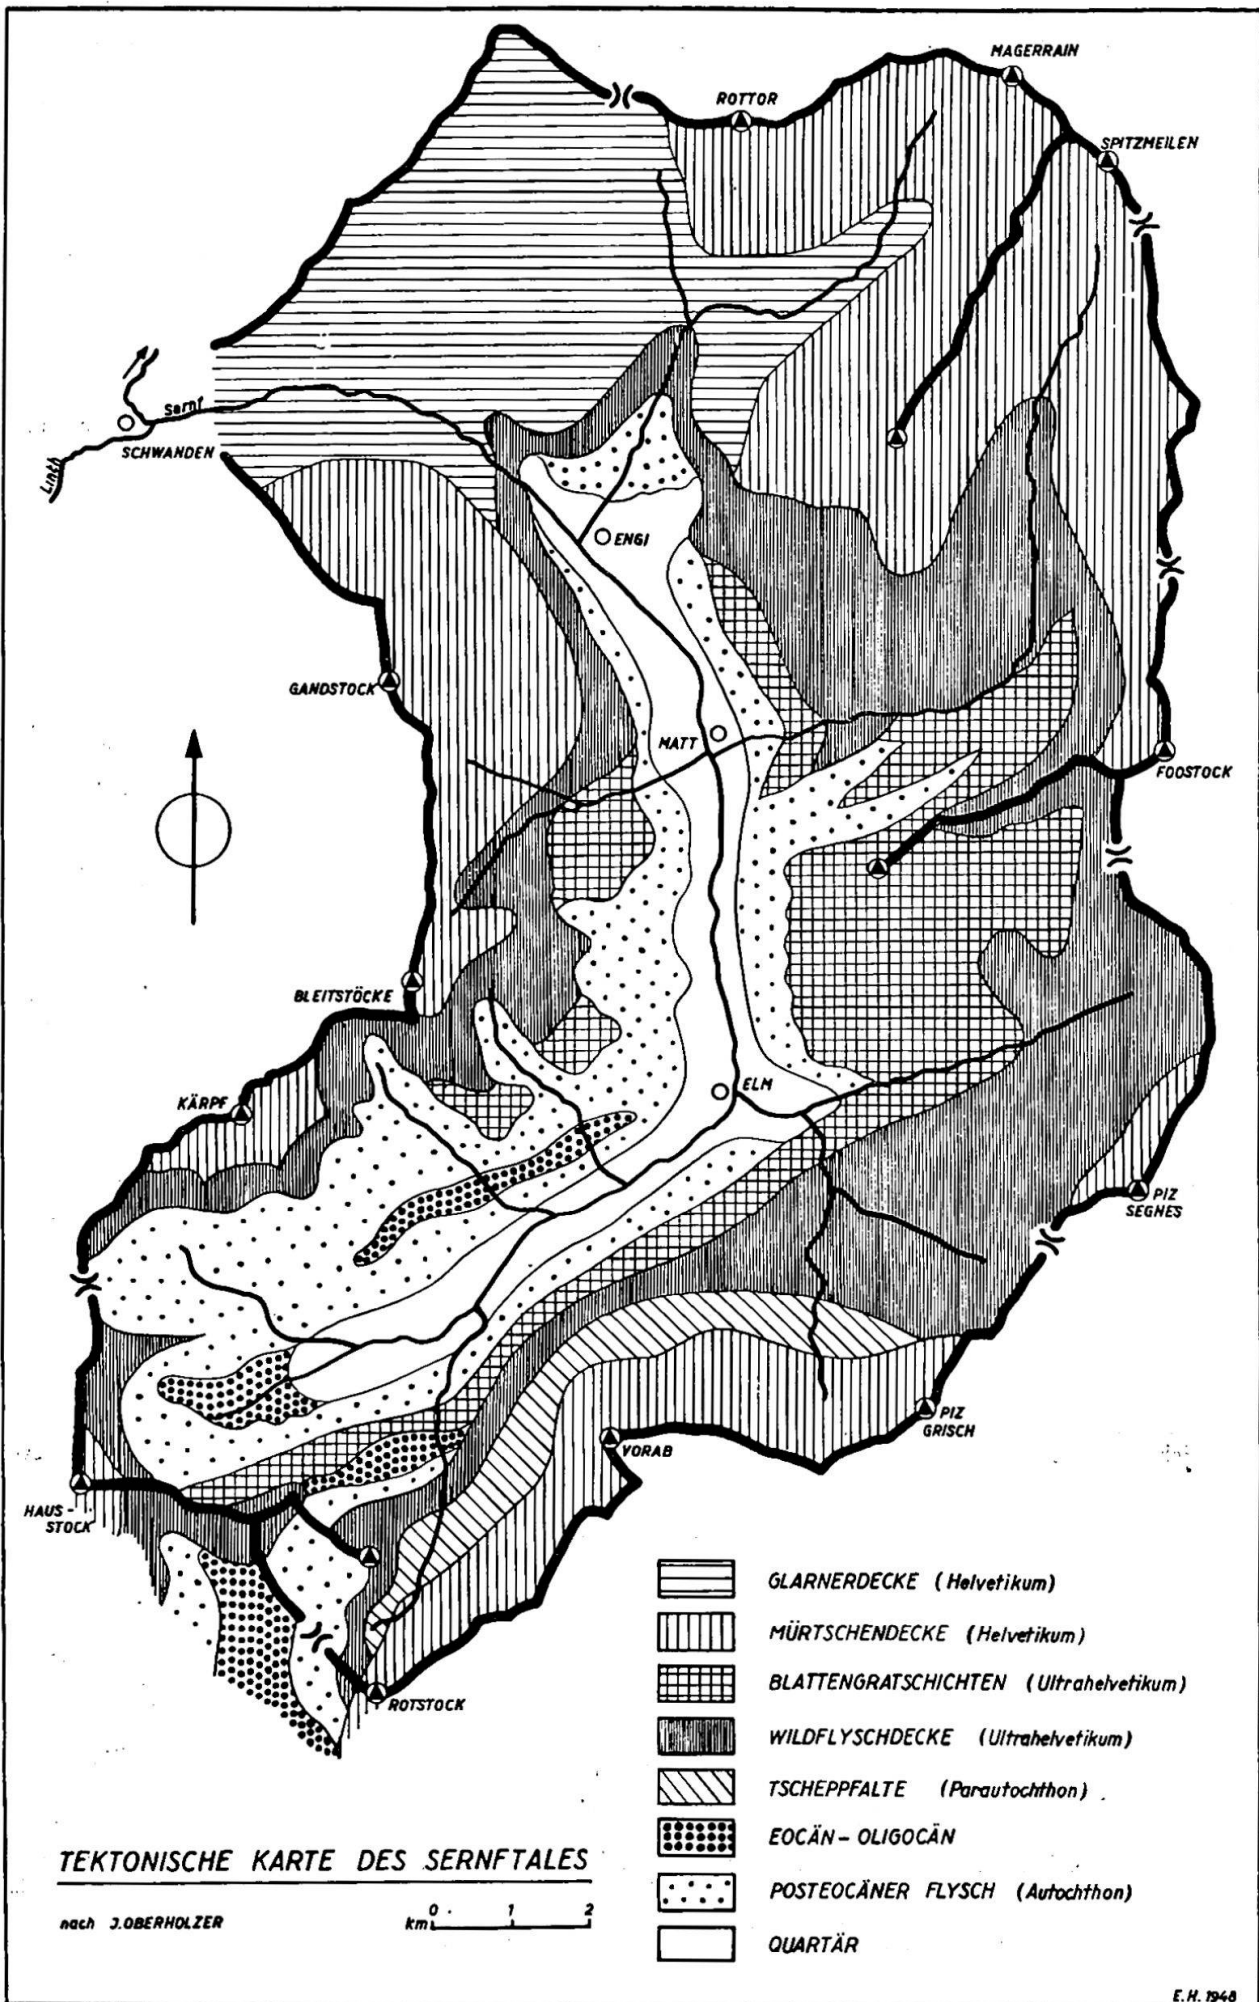 MAGERRAIN
ROTTOR
SPITZMEILEN
Sernf
SCHWANDEN
Linth
ENGI
GANDSTOCK
MATT
FOOSTOCK
BLEITSTÖCKE
ELM
KÄRPF
PIZ
SEGNES
PIZ
GRISCH
VORAB
HAUS-
STOCK
ROTSTOCK
GLARNERDECKE (Helvetikum)
MÜRTSCHENDECKE (Helvetikum)
BLATTENGRATSCHICHTEN (Ultrahelvetikum)
WILDFLYSCHDECKE (Ultrahelvetikum)
TSCHEPPFALTE (Parautochthon)
EOCÄN-OLIGOCÄN
POSTEOCÄNER FLYSCH (Autochthon)
QUARTÄR
TEKTONISCHE KARTE DES SERNFTALES
nach J.OBERHOLZER
km 0 1 2
E.H. 1948